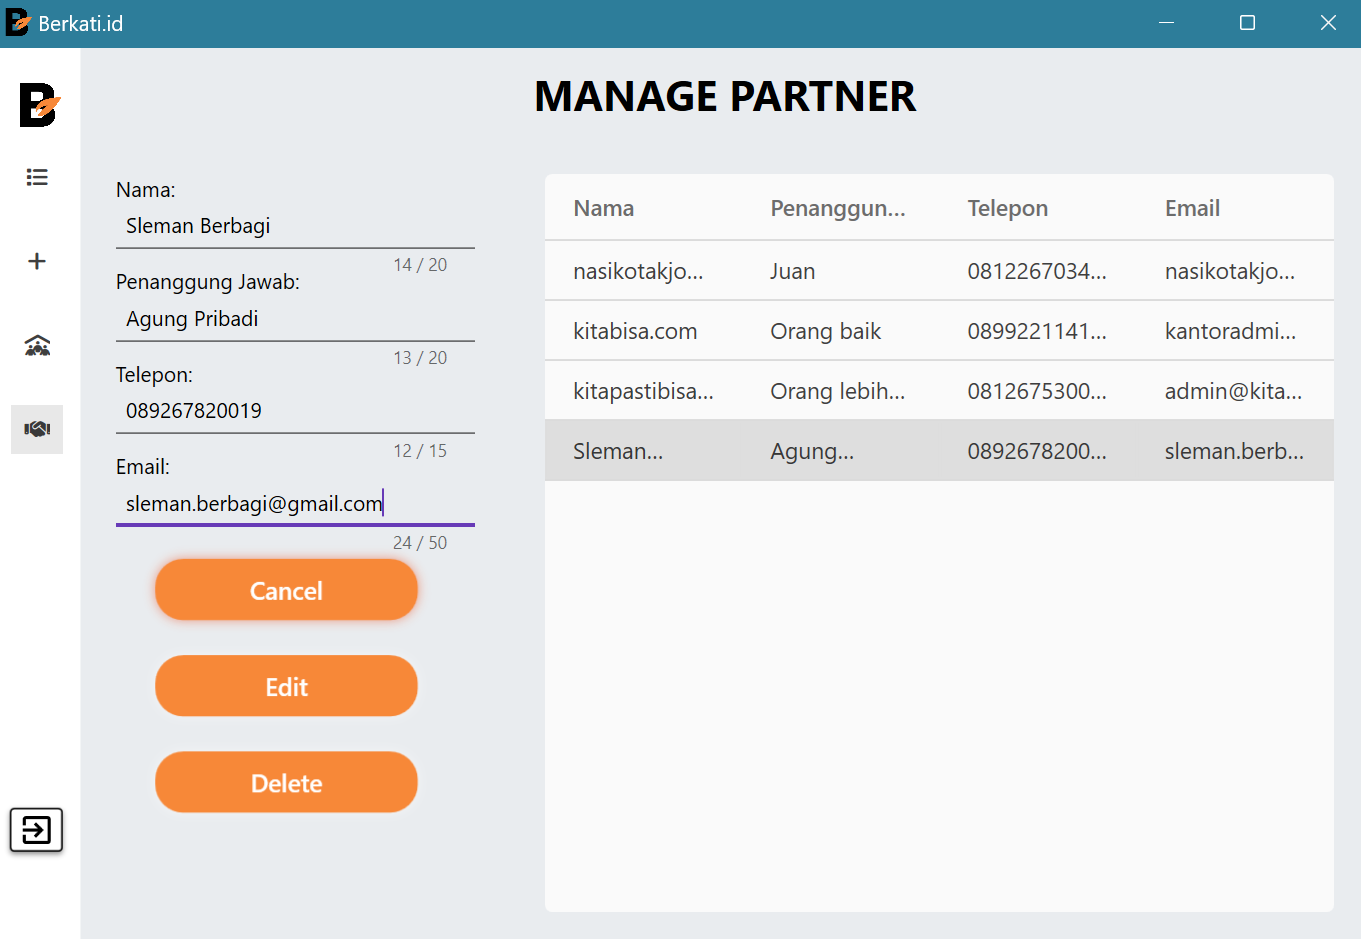 Berkati.id
MANAGE PARTNER
Nama:
Sleman Berbagi
14 / 20
Penanggung Jawab:
Agung Pribadi
13 / 20
Telepon:
089267820019
12 / 15
Email:
sleman.berbagi@gmail.com
24 / 50
Cancel
Edit
Delete
Nama Penanggun... Telepon Email
nasikotakjo... Juan 0812267034... nasikotakjo...
kitabisa.com Orang baik 0899221141... kantoradmi...
kitapastibisa... Orang lebih... 0812675300... admin@kita...
Sleman... Agung... 0892678200... sleman.berb...